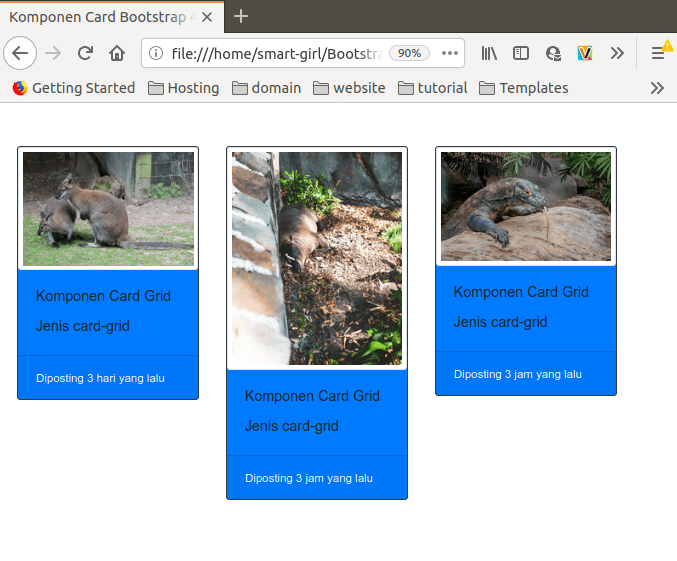 Komponen Card Bootstrap
file:///home/smart-girl/Bootstra
90%
Getting Started
Hosting
domain
website
tutorial
Templates
Komponen Card Grid
Jenis card-grid
Diposting 3 hari yang lalu
Komponen Card Grid
Jenis card-grid
Diposting 3 jam yang lalu
Komponen Card Grid
Jenis card-grid
Diposting 3 jam yang lalu